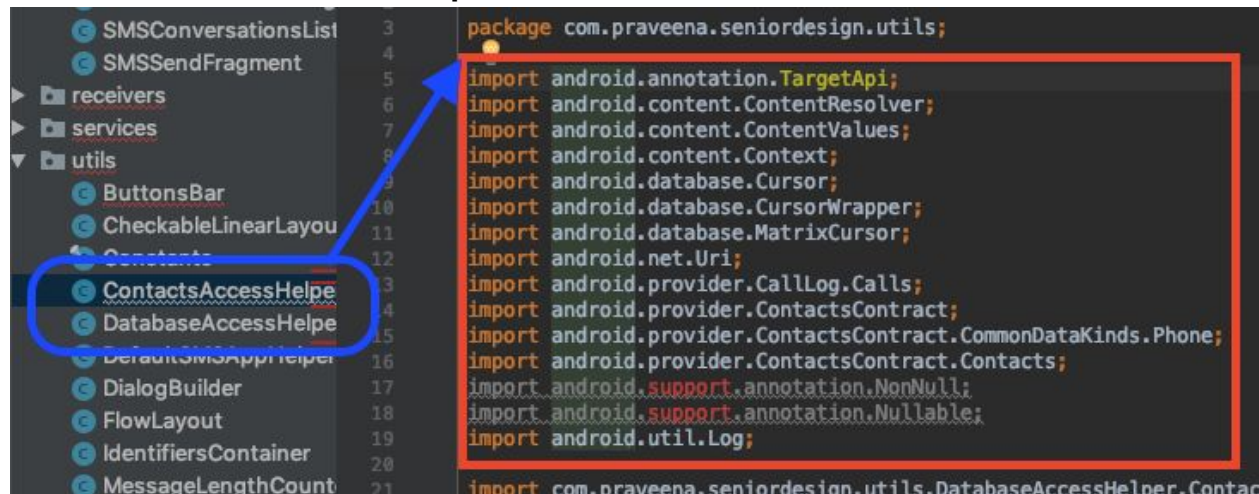 SMSConversationsList
SMSSendFragment
receivers
services
utils
ButtonsBar
CheckableLinearLayou
Constants
ContactsAccessHelpe
DatabaseAccessHelpe
DefaultSMSAppHelper
DialogBuilder
FlowLayout
IdentifiersContainer
MessageLengthCount
3 package com.praveena.seniordesign.utils;
4
5 import android.annotation.TargetApi;
6 import android.content.ContentResolver;
7 import android.content.ContentValues;
8 import android.content.Context;
9 import android.database.Cursor;
10 import android.database.CursorWrapper;
11 import android.database.MatrixCursor;
12 import android.net.Uri;
13 import android.provider.CallLog.Calls;
14 import android.provider.ContactsContract;
15 import android.provider.ContactsContract.CommonDataKinds.Phone;
16 import android.provider.ContactsContract.Contacts;
17 import android.support.annotation.NonNull;
18 import android.support.annotation.Nullable;
19 import android.util.Log;
20
21 import com.praveena.seniordesign.utils.DatabaseAccessHelper.Contac